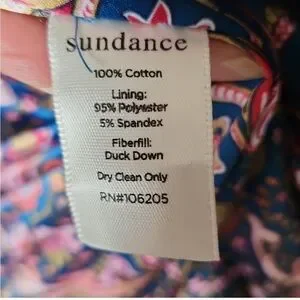 sundance
100% Cotton
Lining:
95% Polyester
5% Spandex
Fiberfill:
Duck Down
Dry Clean Only
RN#106205